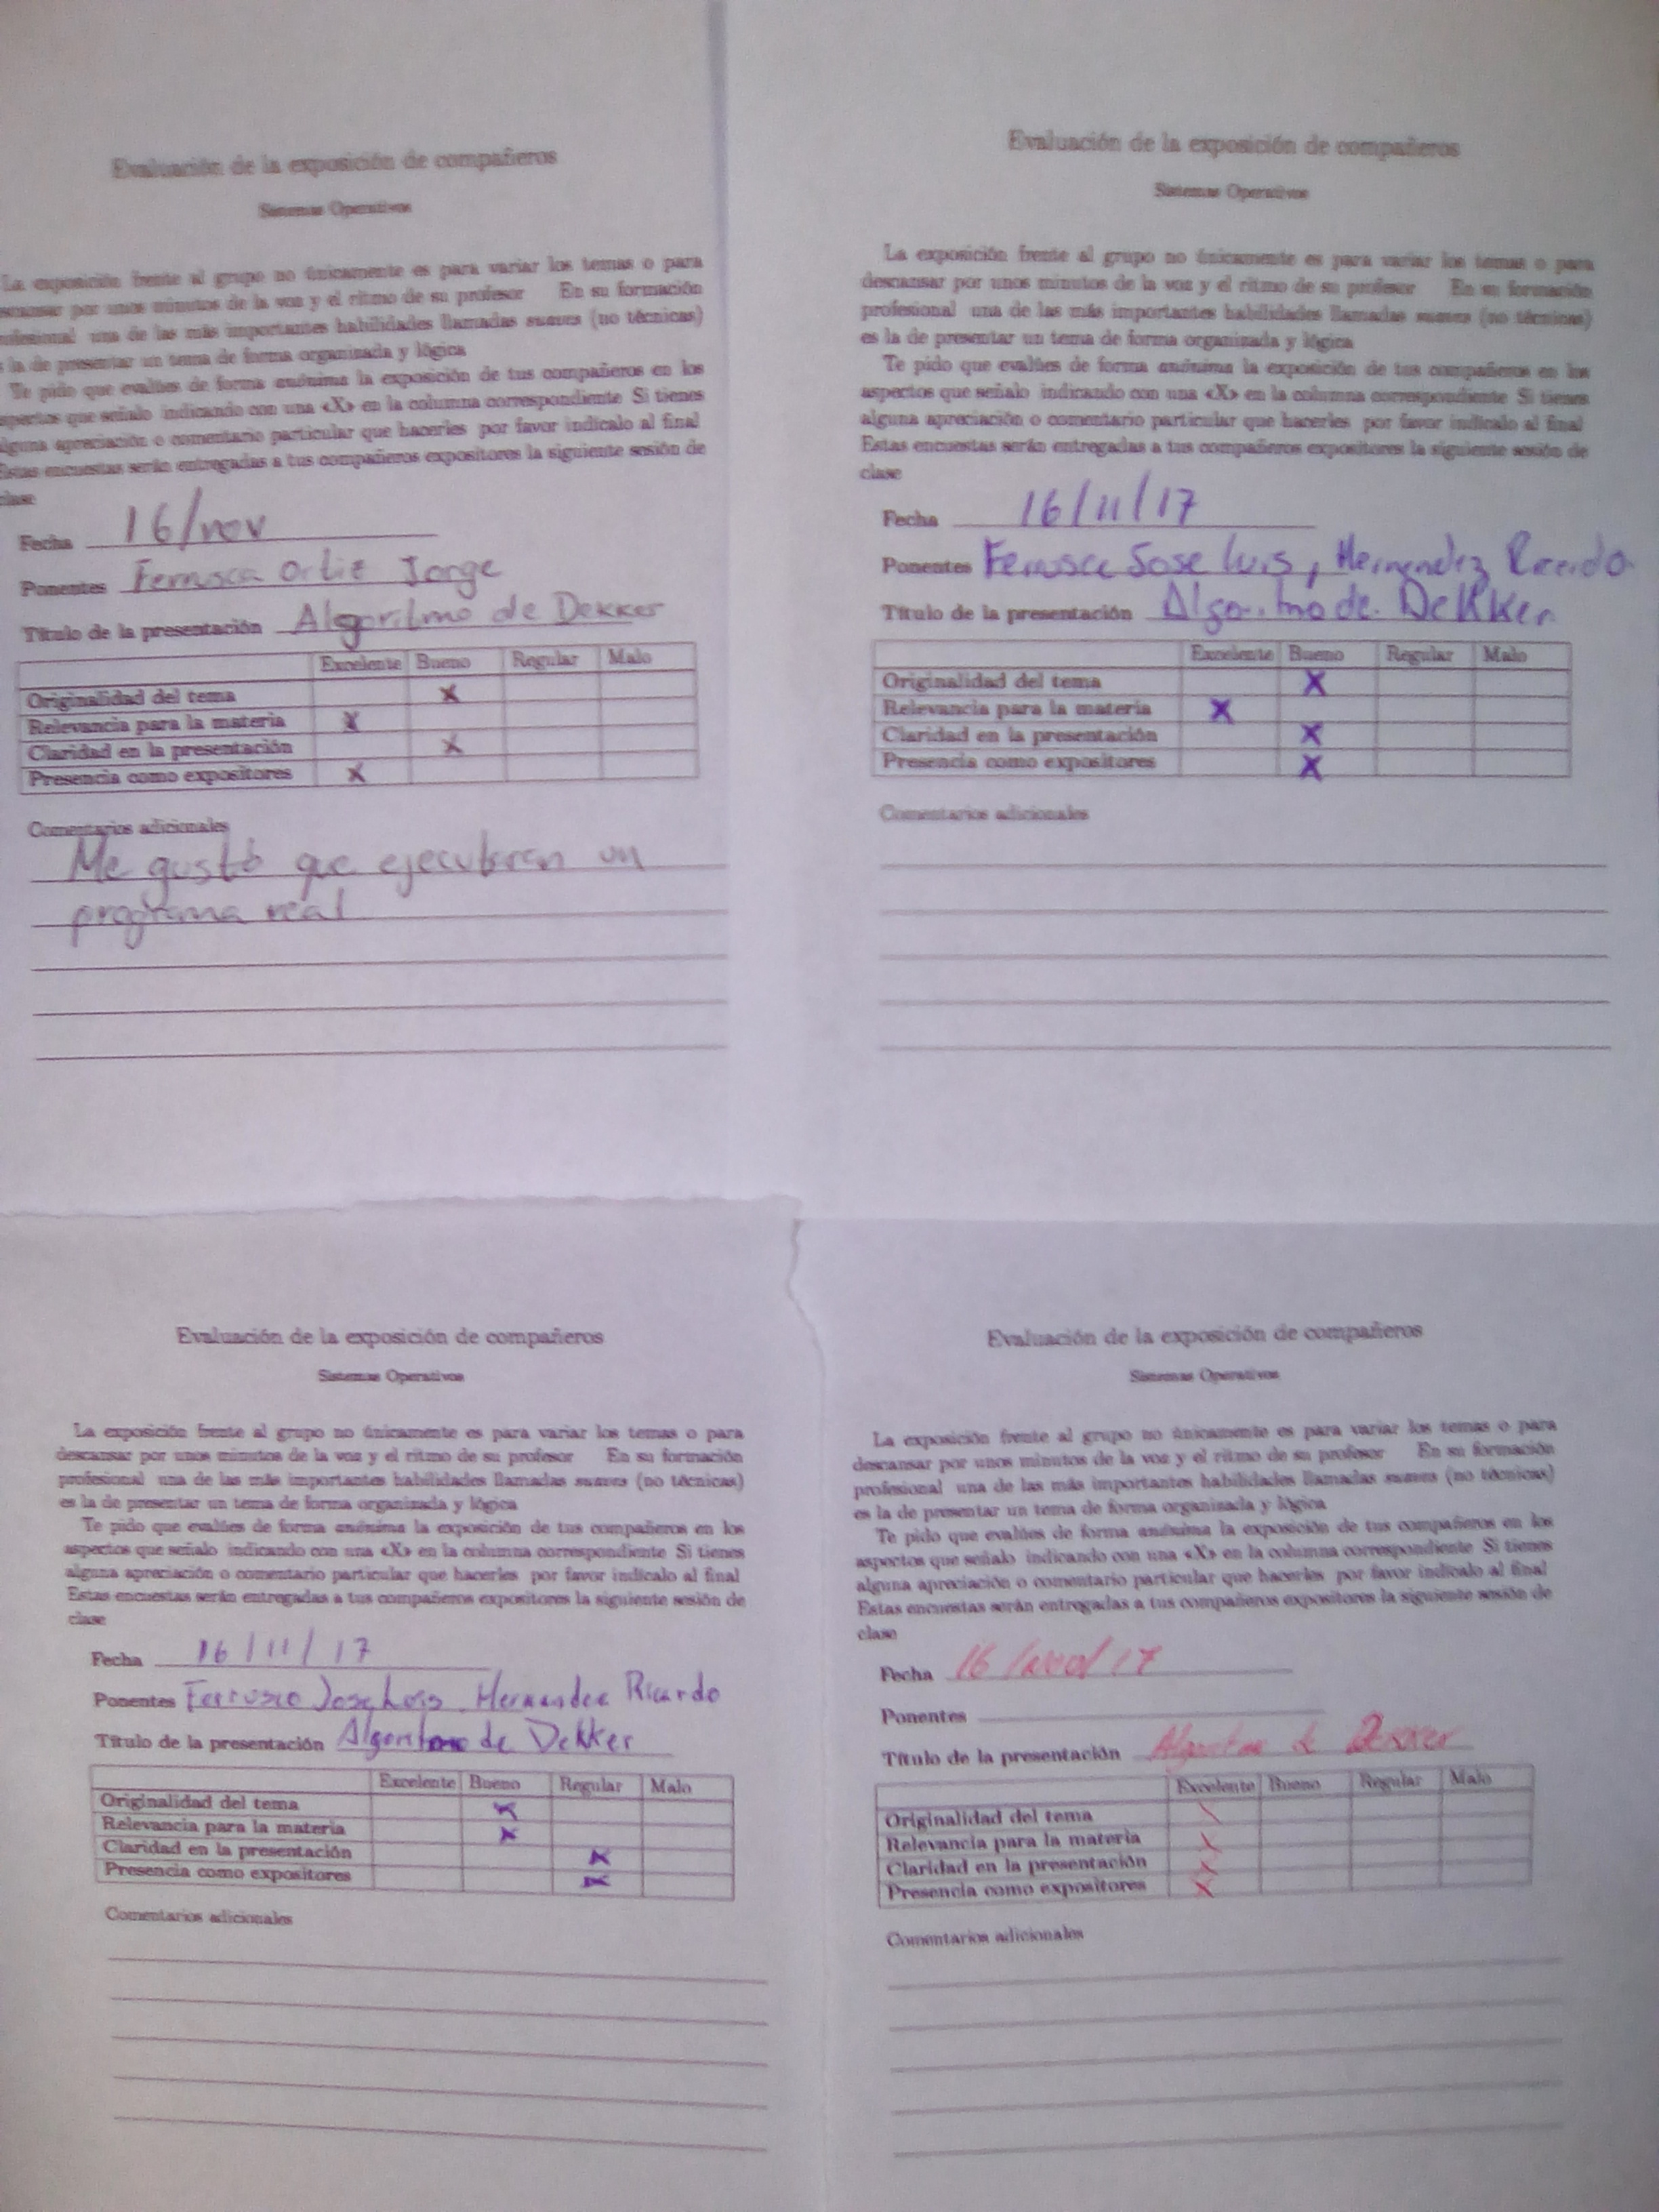 Evaluación de la exposición de compañeros
Sistemas Operativos
La exposición frente al grupo no únicamente es para variar los temas o para
descansar por unos minutos de la voz y el ritmo de su profesor En su formación
profesional una de las más importantes habilidades llamadas suaves (no técnicas)
es la de presentar un tema de forma organizada y lógica
Te pido que evalúes de forma anónima la exposición de tus compañeros en los
aspectos que señalo indicando con una «X» en la columna correspondiente Si tienes
alguna apreciación o comentario particular que hacerles por favor indícalo al final
Estas encuestas serán entregadas a tus compañeros expositores la siguiente sesión de
clase
Fecha 16/nov
Ponentes Ferrusca Ortiz Jorge
Título de la presentación Algoritmo de Dekker
Excelente Bueno Regular Malo
Originalidad del tema X
Relevancia para la materia X
Claridad en la presentación X
Presencia como expositores X
Comentarios adicionales
Me gustó que ejecutaran un
programa real
Evaluación de la exposición de compañeros
Sistemas Operativos
La exposición frente al grupo no únicamente es para variar los temas o para
descansar por unos minutos de la voz y el ritmo de su profesor En su formación
profesional una de las más importantes habilidades llamadas suaves (no técnicas)
es la de presentar un tema de forma organizada y lógica
Te pido que evalúes de forma anónima la exposición de tus compañeros en los
aspectos que señalo indicando con una «X» en la columna correspondiente Si tienes
alguna apreciación o comentario particular que hacerles por favor indícalo al final
Estas encuestas serán entregadas a tus compañeros expositores la siguiente sesión de
clase
Fecha 16/11/17
Ponentes Ferrusca Jose Luis, Hernandez Ricardo
Título de la presentación Algoritmo de Dekker
Excelente Bueno Regular Malo
Originalidad del tema X
Relevancia para la materia X
Claridad en la presentación X
Presencia como expositores X
Comentarios adicionales
Evaluación de la exposición de compañeros
Sistemas Operativos
La exposición frente al grupo no únicamente es para variar los temas o para
descansar por unos minutos de la voz y el ritmo de su profesor En su formación
profesional una de las más importantes habilidades llamadas suaves (no técnicas)
es la de presentar un tema de forma organizada y lógica
Te pido que evalúes de forma anónima la exposición de tus compañeros en los
aspectos que señalo indicando con una «X» en la columna correspondiente Si tienes
alguna apreciación o comentario particular que hacerles por favor indícalo al final
Estas encuestas serán entregadas a tus compañeros expositores la siguiente sesión de
clase
Fecha 16/11/17
Ponentes Ferrusco Jose Luis. Hernandez Ricardo
Título de la presentación Algoritmo de Dekker
Excelente Bueno Regular Malo
Originalidad del tema X
Relevancia para la materia X
Claridad en la presentación X
Presencia como expositores X
Comentarios adicionales
Evaluación de la exposición de compañeros
Sistemas Operativos
La exposición frente al grupo no únicamente es para variar los temas o para
descansar por unos minutos de la voz y el ritmo de su profesor En su formación
profesional una de las más importantes habilidades llamadas suaves (no técnicas)
es la de presentar un tema de forma organizada y lógica
Te pido que evalúes de forma anónima la exposición de tus compañeros en los
aspectos que señalo indicando con una «X» en la columna correspondiente Si tienes
alguna apreciación o comentario particular que hacerles por favor indícalo al final
Estas encuestas serán entregadas a tus compañeros expositores la siguiente sesión de
clase
Fecha 16/nov/17
Ponentes
Título de la presentación Algoritmo de Dekker
Excelente Bueno Regular Malo
Originalidad del tema X
Relevancia para la materia X
Claridad en la presentación X
Presencia como expositores X
Comentarios adicionales